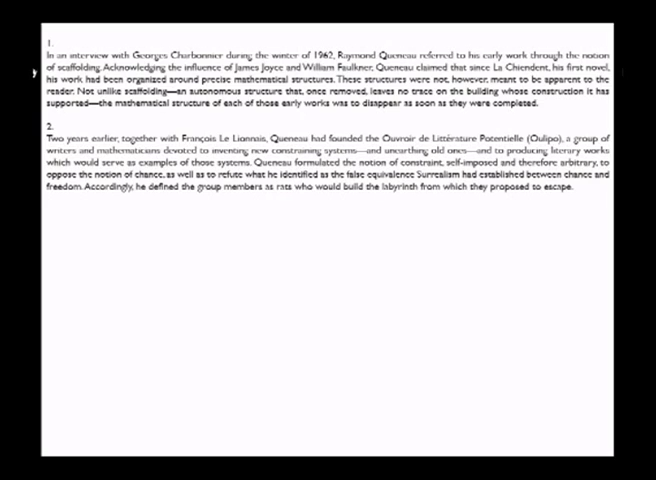 1.
In an interview with Georges Charbonnier during the winter of 1962, Raymond Queneau referred to his early work through the notion
of scaffolding. Acknowledging the influence of James Joyce and William Faulkner, Queneau claimed that since La Chiendent, his first novel,
his work had been organized around precise mathematical structures. These structures were not, however, meant to be apparent to the
reader. Not unlike scaffolding—an autonomous structure that, once removed, leaves no trace on the building whose construction it has
supported—the mathematical structure of each of those early works was to disappear as soon as they were completed.
2.
Two years earlier, together with François Le Lionnais, Queneau had founded the Ouvroir de Littérature Potentielle (Oulipo), a group of
writers and mathematicians devoted to inventing new constraining systems—and unearthing old ones—and to producing literary works
which would serve as examples of those systems. Queneau formulated the notion of constraint, self-imposed and therefore arbitrary, to
oppose the notion of chance, as well as to refute what he identified as the false equivalence Surrealism had established between chance and
freedom. Accordingly, he defined the group members as rats who would build the labyrinth from which they proposed to escape.